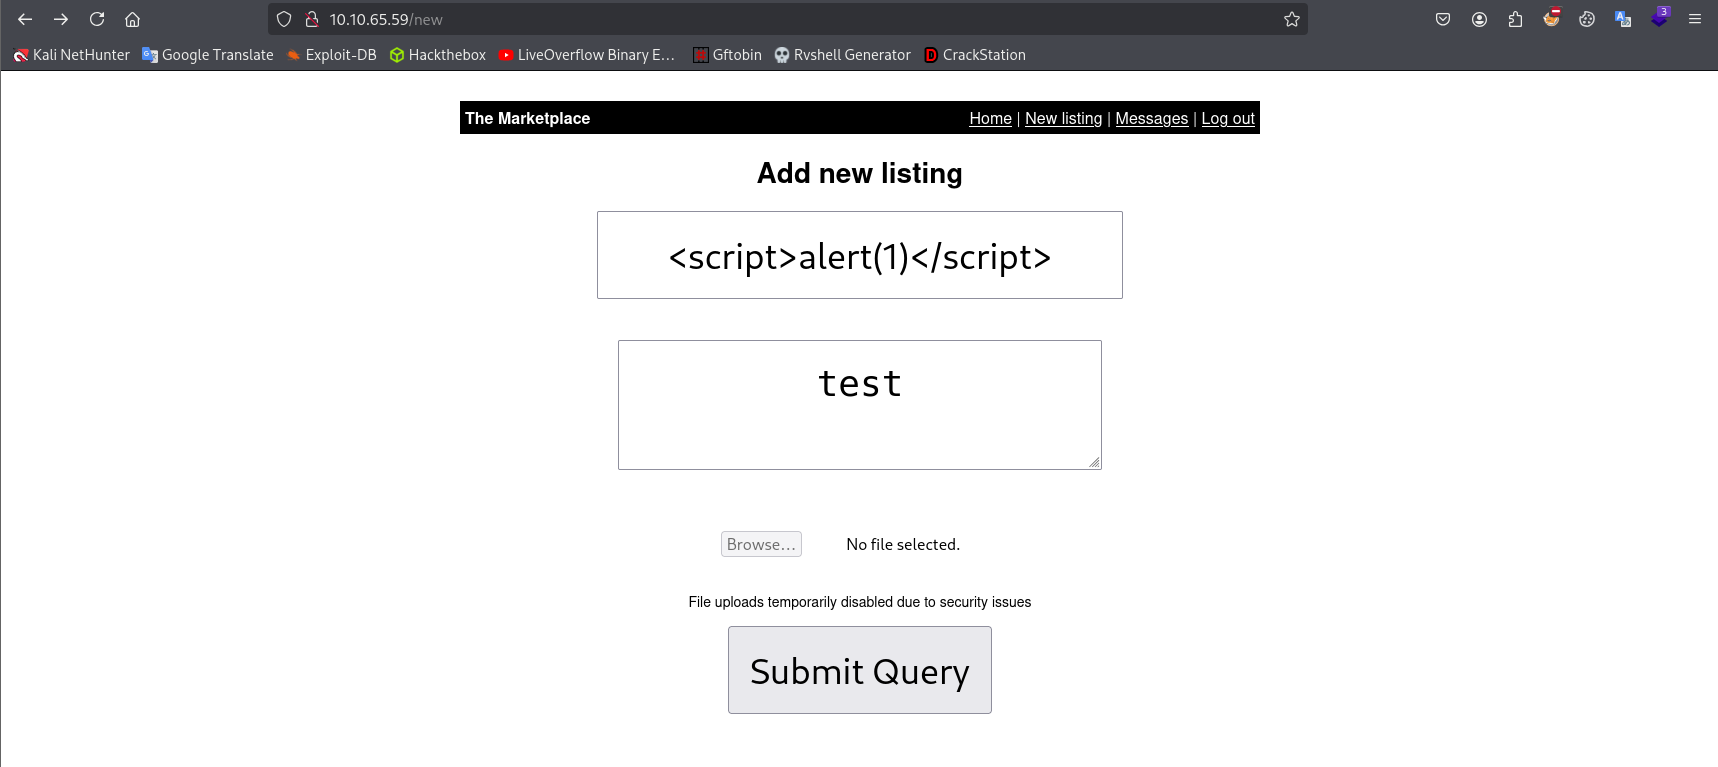 10.10.65.59/new
3
Kali NetHunter Google Translate Exploit-DB Hackthebox LiveOverflow Binary E... Gftobin Rvshell Generator CrackStation
The Marketplace Home | New listing | Messages | Log out
Add new listing
<script>alert(1)</script>
test
Browse... No file selected.
File uploads temporarily disabled due to security issues
Submit Query